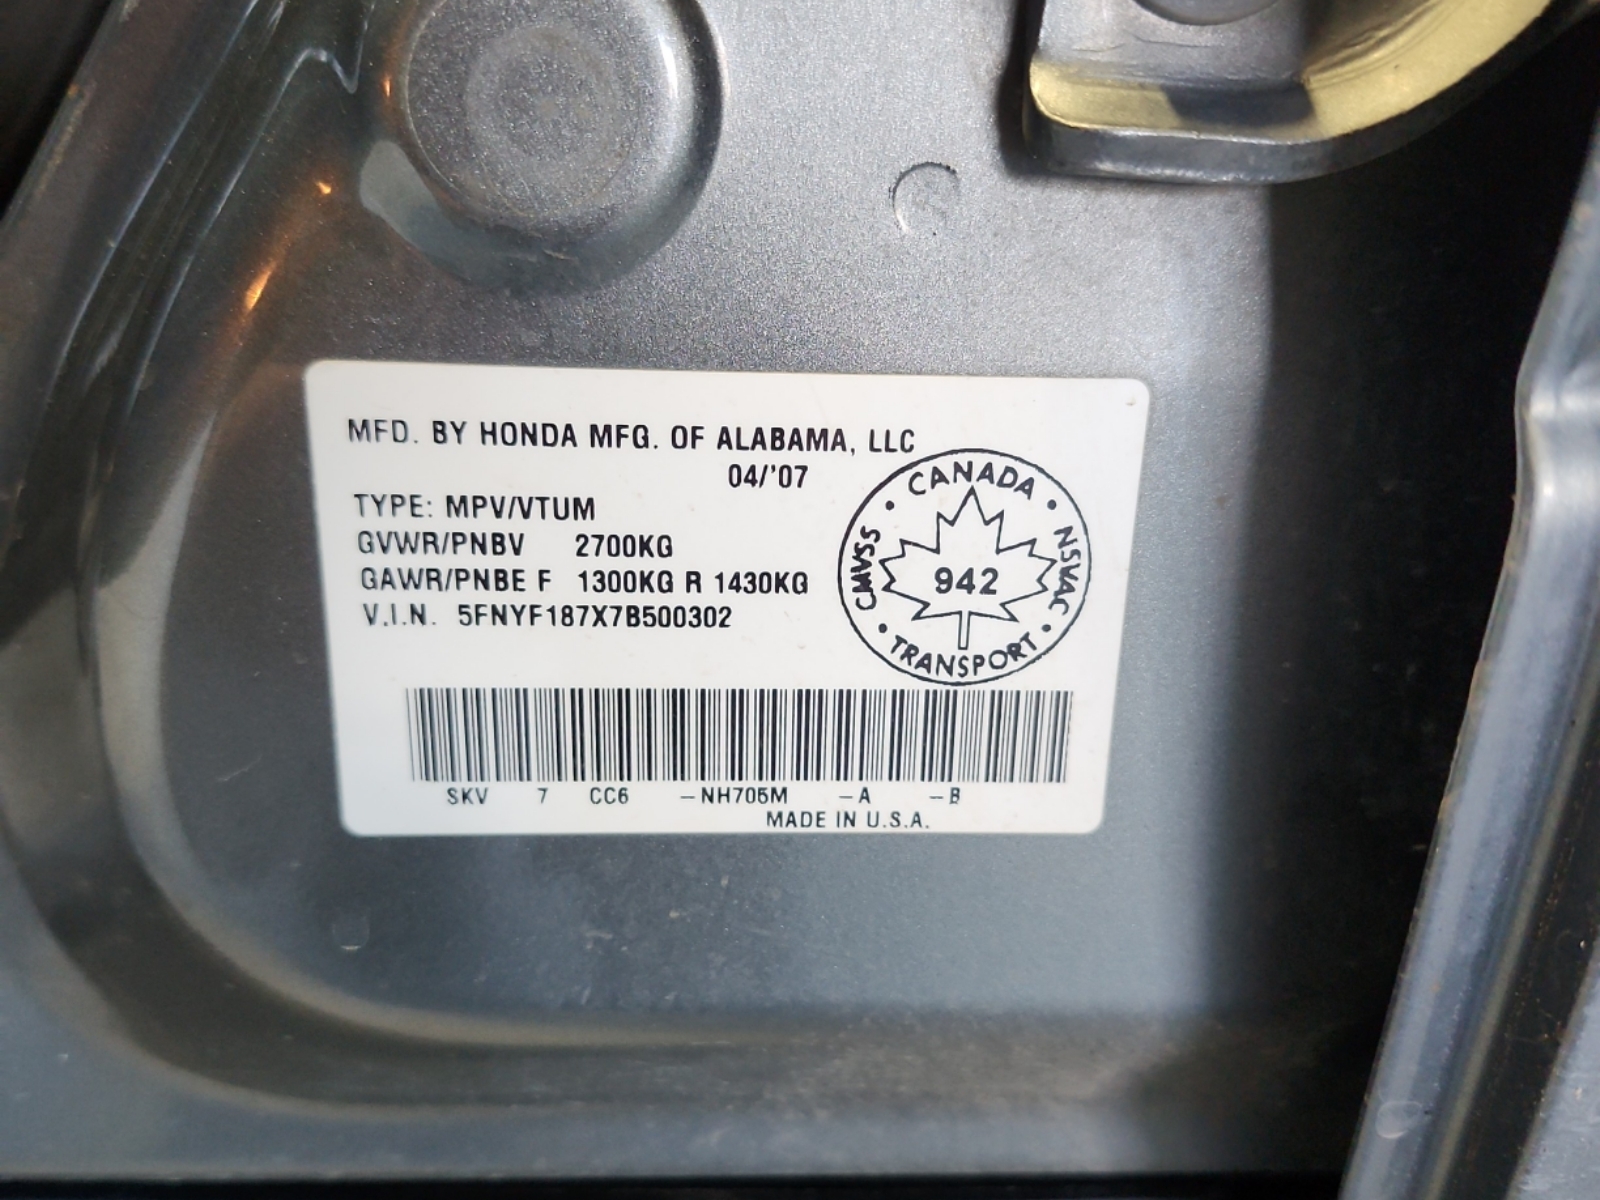 MFD. BY HONDA MFG. OF ALABAMA, LLC
04/'07
TYPE: MPV/VTUM
GVWR/PNBV 2700KG
GAWR/PNBE F 1300KG R 1430KG
V.I.N. 5FNYF187X7B500302
CANADA
CMVSS
NSVAC
942
TRANSPORT
SKV 7 CC6 -NH705M -A -B
MADE IN U.S.A.